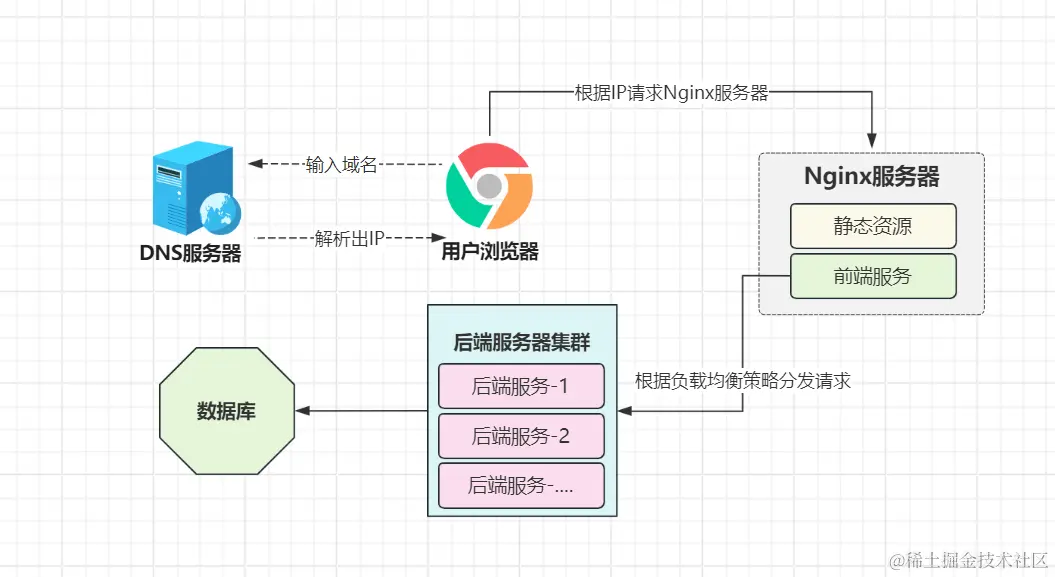 根据IP请求Nginx服务器
输入域名
解析出IP
DNS服务器
用户浏览器
Nginx服务器
静态资源
前端服务
根据负载均衡策略分发请求
后端服务器集群
后端服务-1
后端服务-2
后端服务-....
数据库
@稀土掘金技术社区